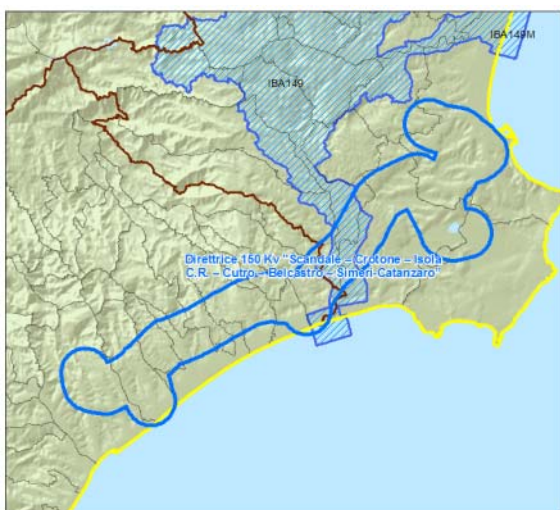 IBA149M
IBA149
Direttrice 150 Kv "Scandale – Crotone – Isola
C.R. – Cutro – Belcastro – Simeri-Catanzaro"